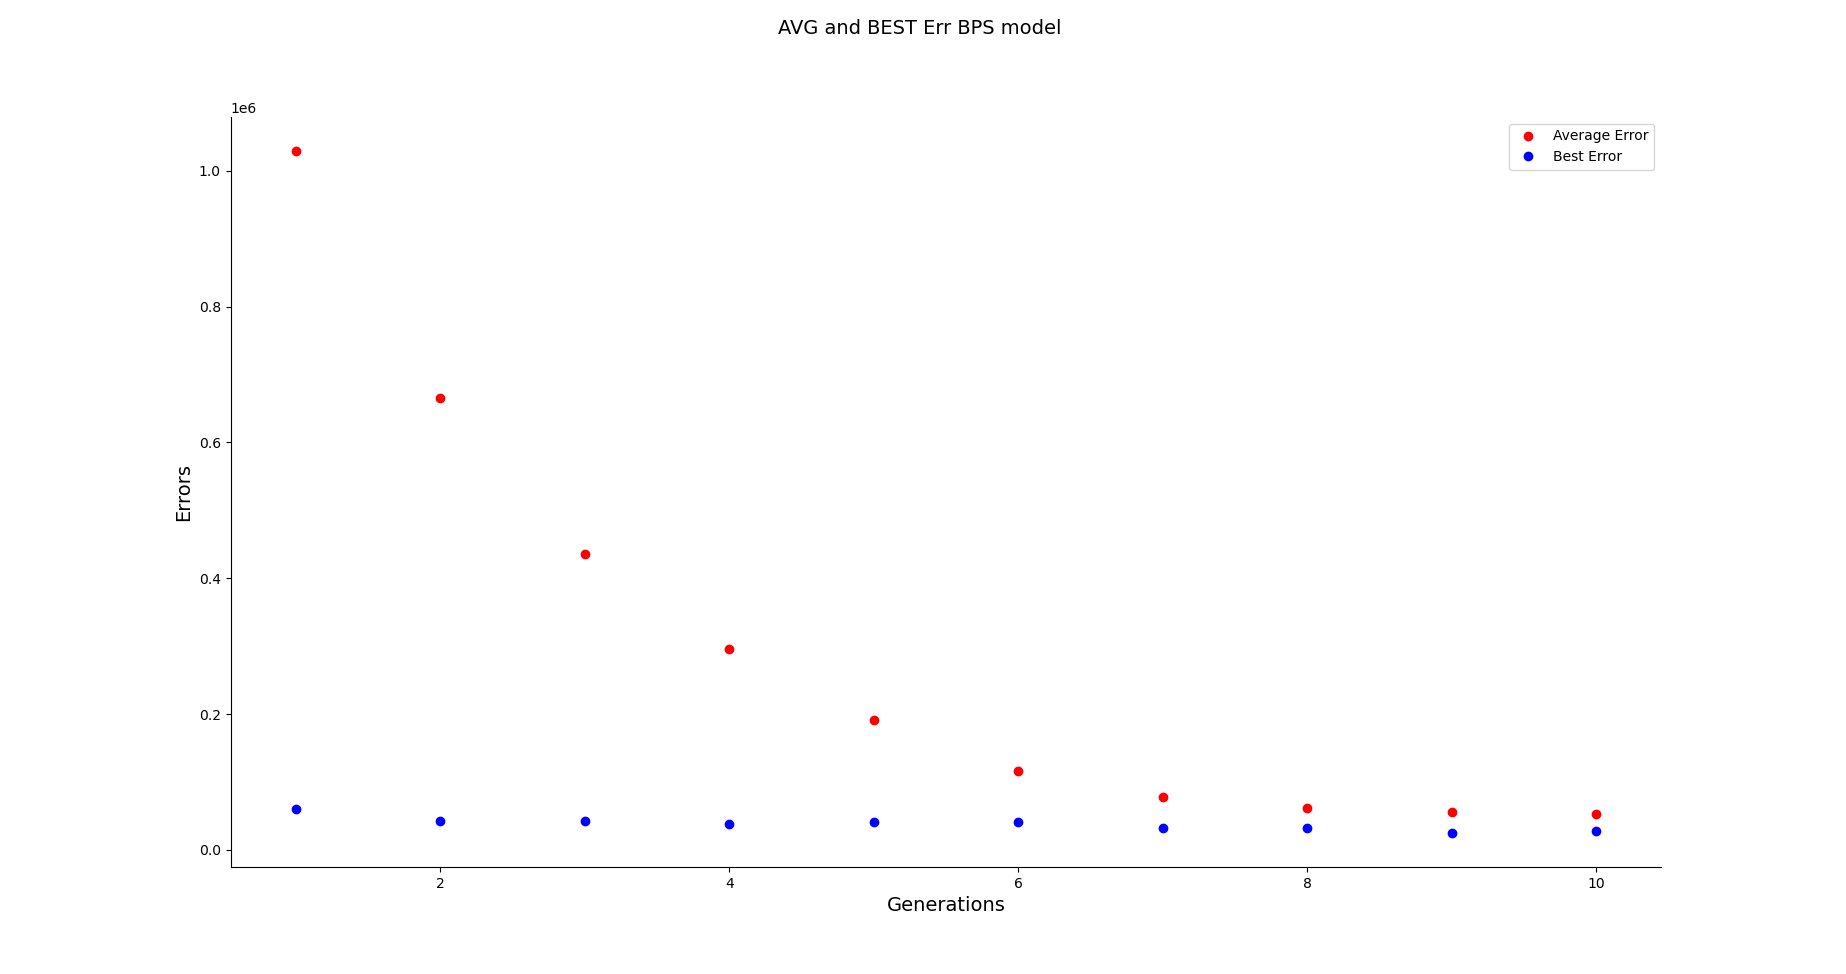 AVG and BEST Err BPS model
1e6
Average Error
Best Error
1.0
0.8
0.6
0.4
0.2
0.0
Errors
2 4 6 8 10
Generations